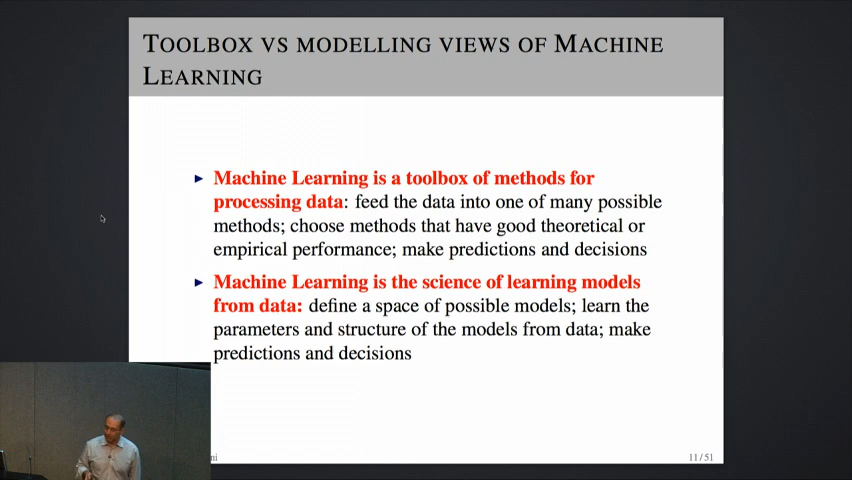 TOOLBOX VS MODELLING VIEWS OF MACHINE
LEARNING
Machine Learning is a toolbox of methods for
processing data: feed the data into one of many possible
methods; choose methods that have good theoretical or
empirical performance; make predictions and decisions
Machine Learning is the science of learning models
from data: define a space of possible models; learn the
parameters and structure of the models from data; make
predictions and decisions
ni
11 / 51